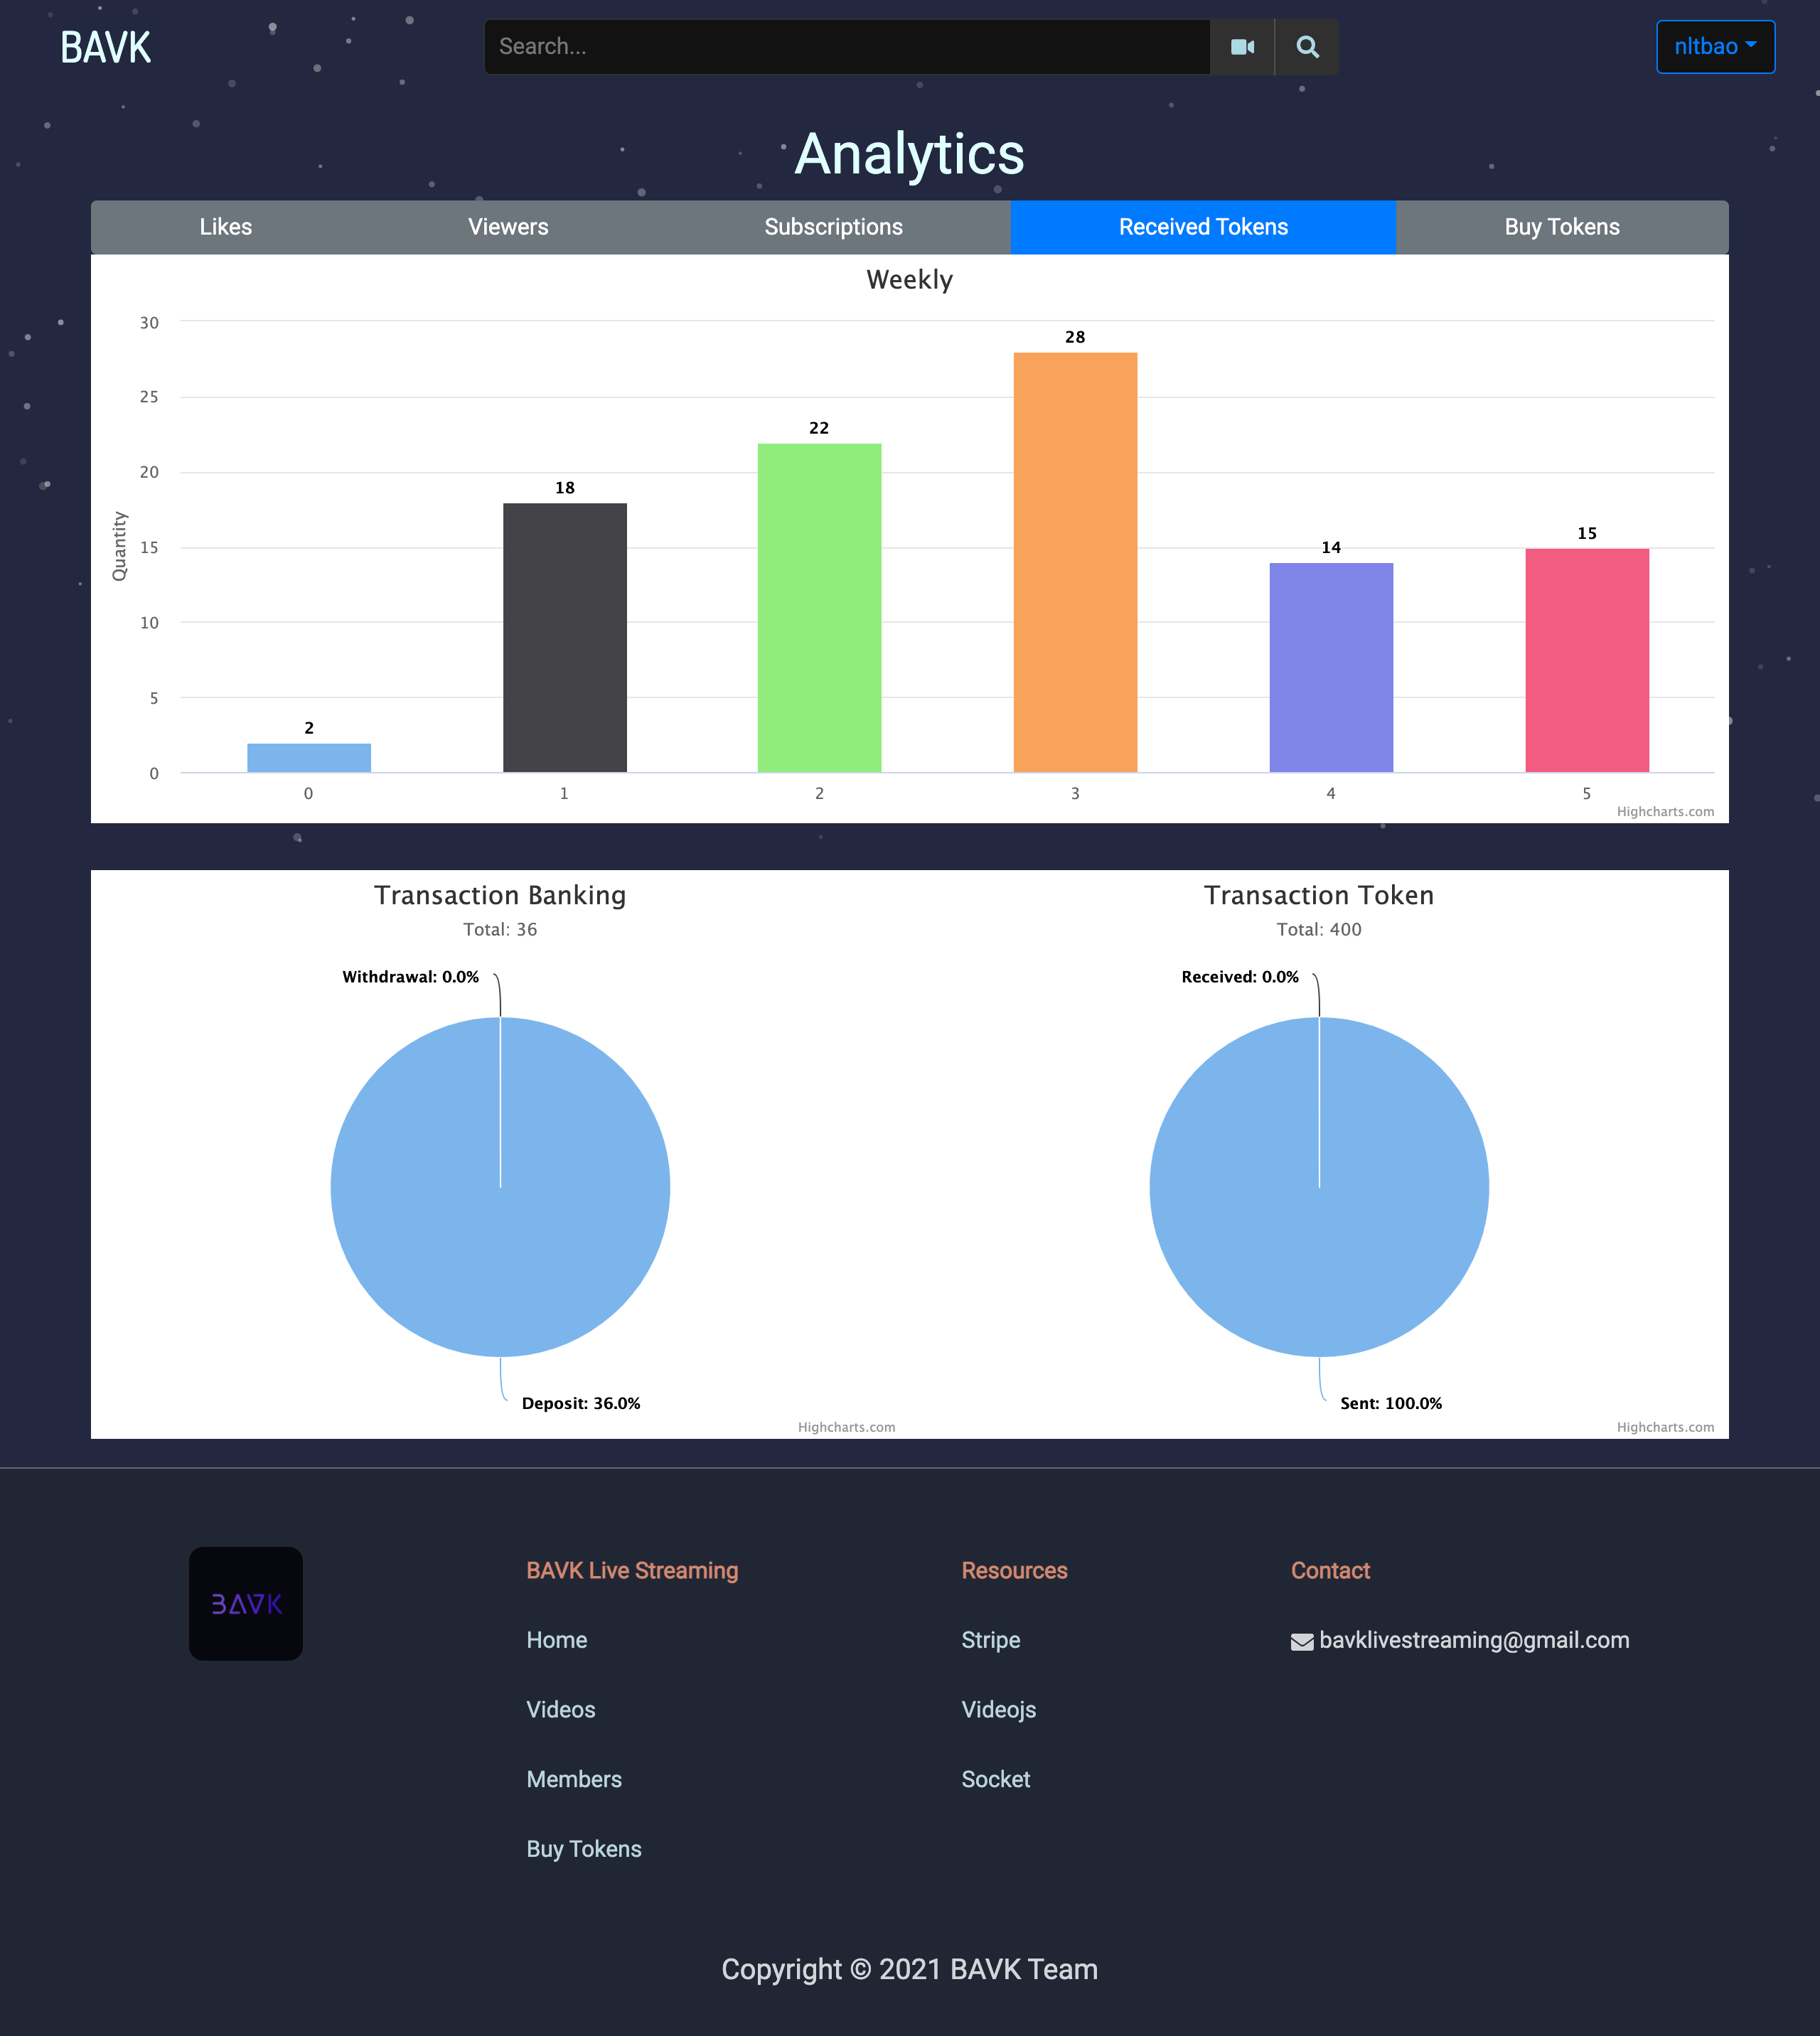 BAVK
Search...
nltbao
Analytics
Likes
Viewers
Subscriptions
Received Tokens
Buy Tokens
Weekly
Quantity
30
25
20
15
10
5
0
2
18
22
28
14
15
0
1
2
3
4
5
Highcharts.com
Transaction Banking
Total: 36
Withdrawal: 0.0%
Deposit: 36.0%
Highcharts.com
Transaction Token
Total: 400
Received: 0.0%
Sent: 100.0%
Highcharts.com
BAVK
BAVK Live Streaming
Home
Videos
Members
Buy Tokens
Resources
Stripe
Videojs
Socket
Contact
bavklivestreaming@gmail.com
Copyright © 2021 BAVK Team